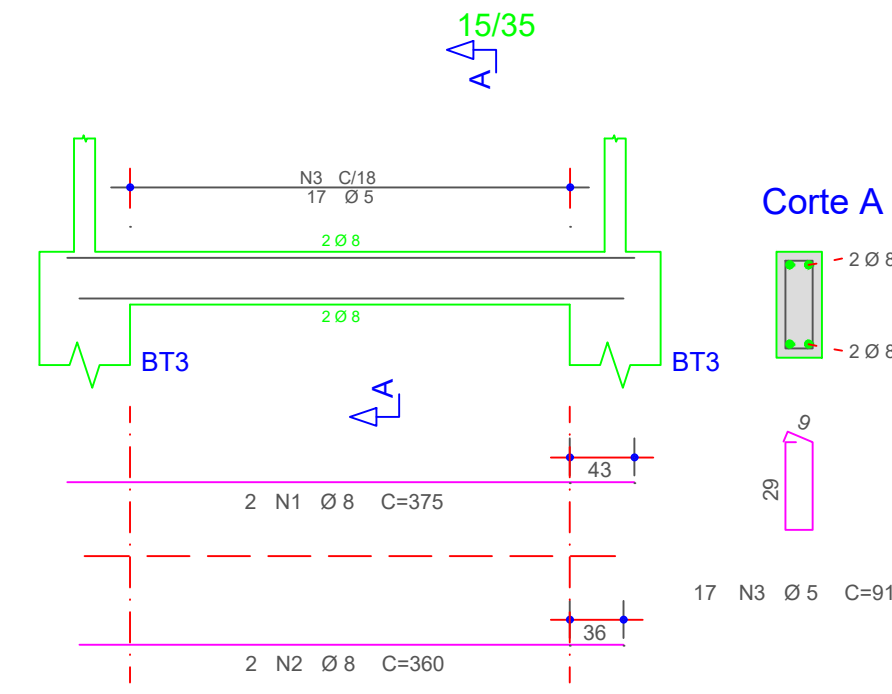 15/35
A
N3 C/18
17 Ø 5
2 Ø 8
2 Ø 8
BT3
BT3
A
Corte A
2 Ø 8
2 Ø 8
43
2 N1 Ø 8 C=375
9
29
17 N3 Ø 5 C=91
36
2 N2 Ø 8 C=360